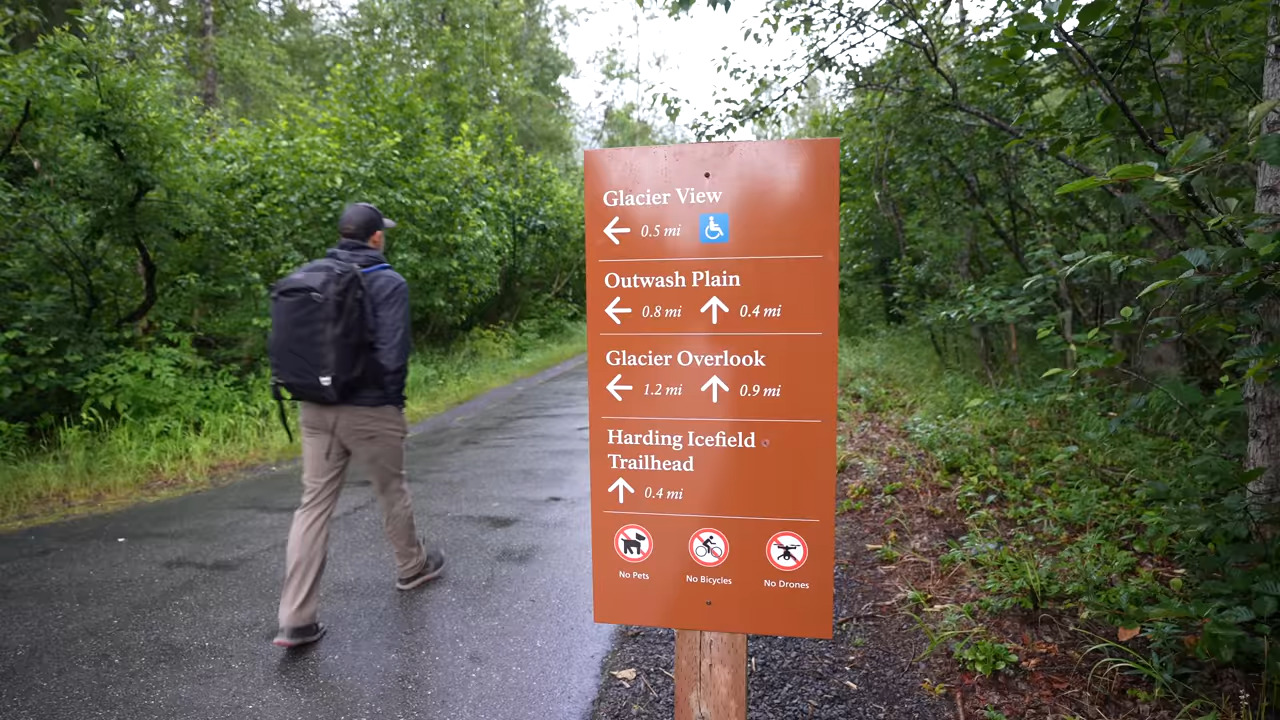 Glacier View
← 0.5 mi
Outwash Plain
← 0.8 mi ↑ 0.4 mi
Glacier Overlook
← 1.2 mi ↑ 0.9 mi
Harding Icefield
Trailhead
↑ 0.4 mi
No Pets No Bicycles No Drones